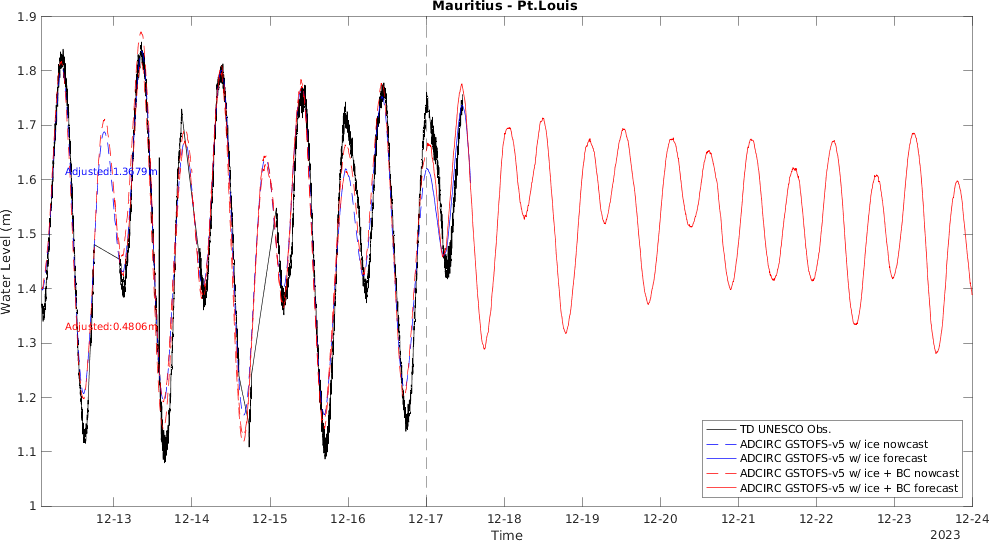 Mauritius - Pt.Louis
1.9
1.8
1.7
1.6
1.5
1.4
1.3
1.2
1.1
1
Water Level (m)
Adjusted:1.3679m
Adjusted:0.4806m
TD UNESCO Obs.
ADCIRC GSTOFS-v5 w/ ice nowcast
ADCIRC GSTOFS-v5 w/ ice forecast
ADCIRC GSTOFS-v5 w/ ice + BC nowcast
ADCIRC GSTOFS-v5 w/ ice + BC forecast
12-13 12-14 12-15 12-16 12-17 12-18 12-19 12-20 12-21 12-22 12-23 12-24
Time
2023